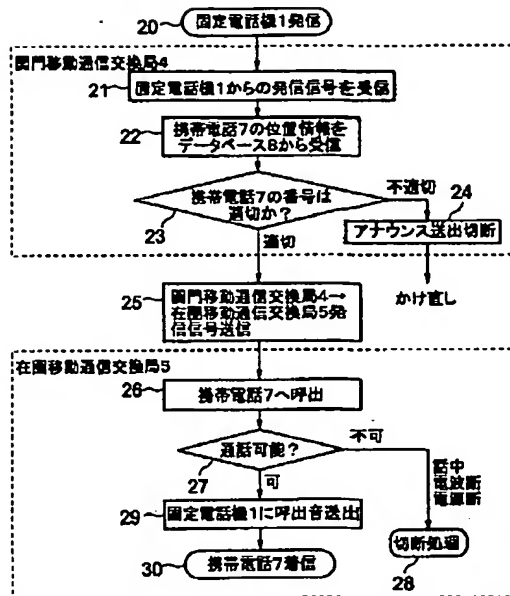 20
固定電話機1発信
関門移動通信交換局4
21
固定電話機1からの発信信号を受信
22
携帯電話7の位置情報を
データベース8から受信
携帯電話7の番号は
適切か?
23
不適切
24
アナウンス送出切断
適切
かけ直し
25
関門移動通信交換局4→
在圏移動通信交換局5発
信信号送信
在圏移動通信交換局5
26
携帯電話7へ呼出
通話可能?
27
不可
可
話中
電波断
電源断
29
固定電話機1に呼出音送出
切断処理
28
30
携帯電話7着信